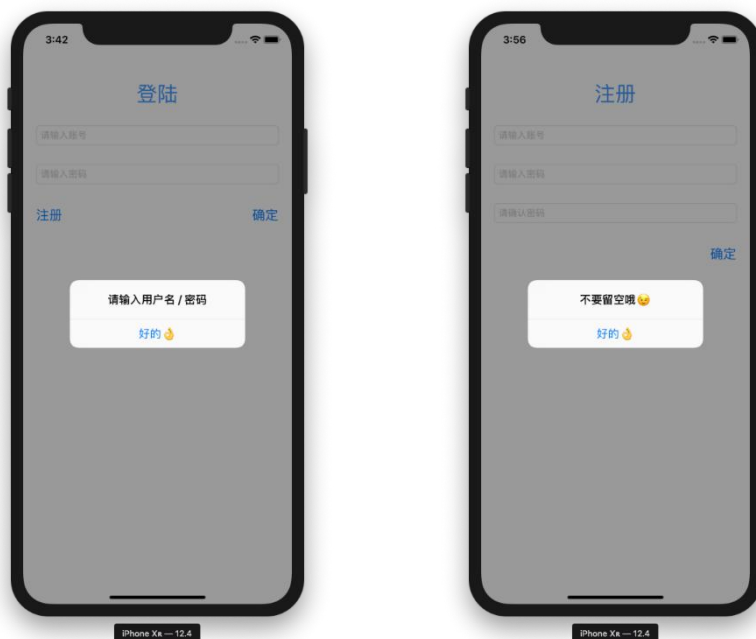 3:42
登陆
请输入账号
请输入密码
注册 确定
请输入用户名 / 密码
好的👌
iPhone XR — 12.4
3:56
注册
请输入账号
请输入密码
请确认密码
确定
不要留空哦😉
好的👌
iPhone XR — 12.4